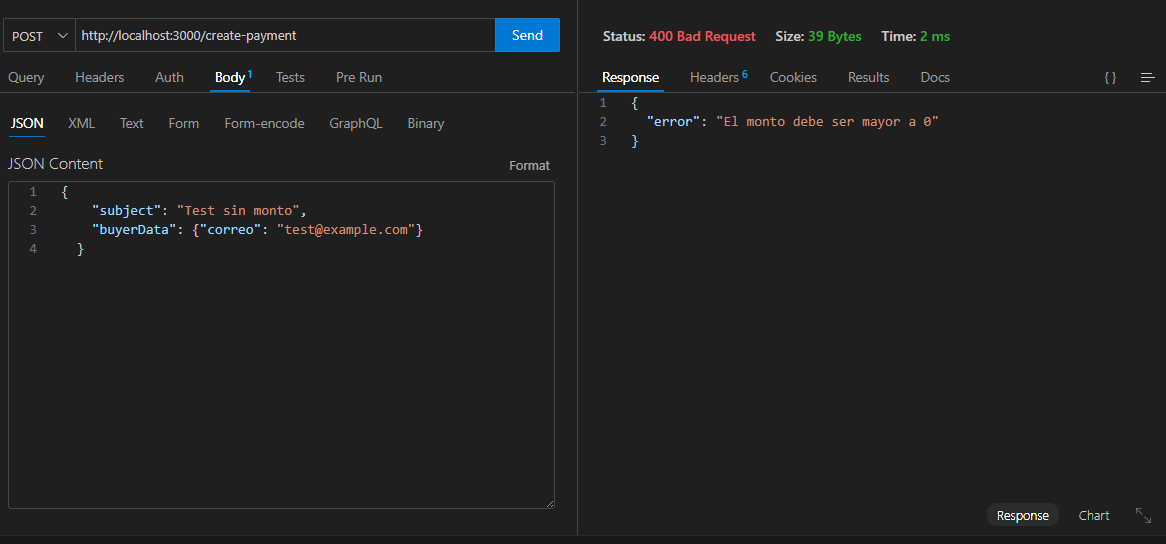 POST http://localhost:3000/create-payment Send
Query Headers Auth Body 1 Tests Pre Run
JSON XML Text Form Form-encode GraphQL Binary
JSON Content Format
1 {
2 "subject": "Test sin monto",
3 "buyerData": {"correo": "test@example.com"}
4 }
Status: 400 Bad Request Size: 39 Bytes Time: 2 ms
Response Headers 6 Cookies Results Docs { }
1 {
2 "error": "El monto debe ser mayor a 0"
3 }
Response Chart